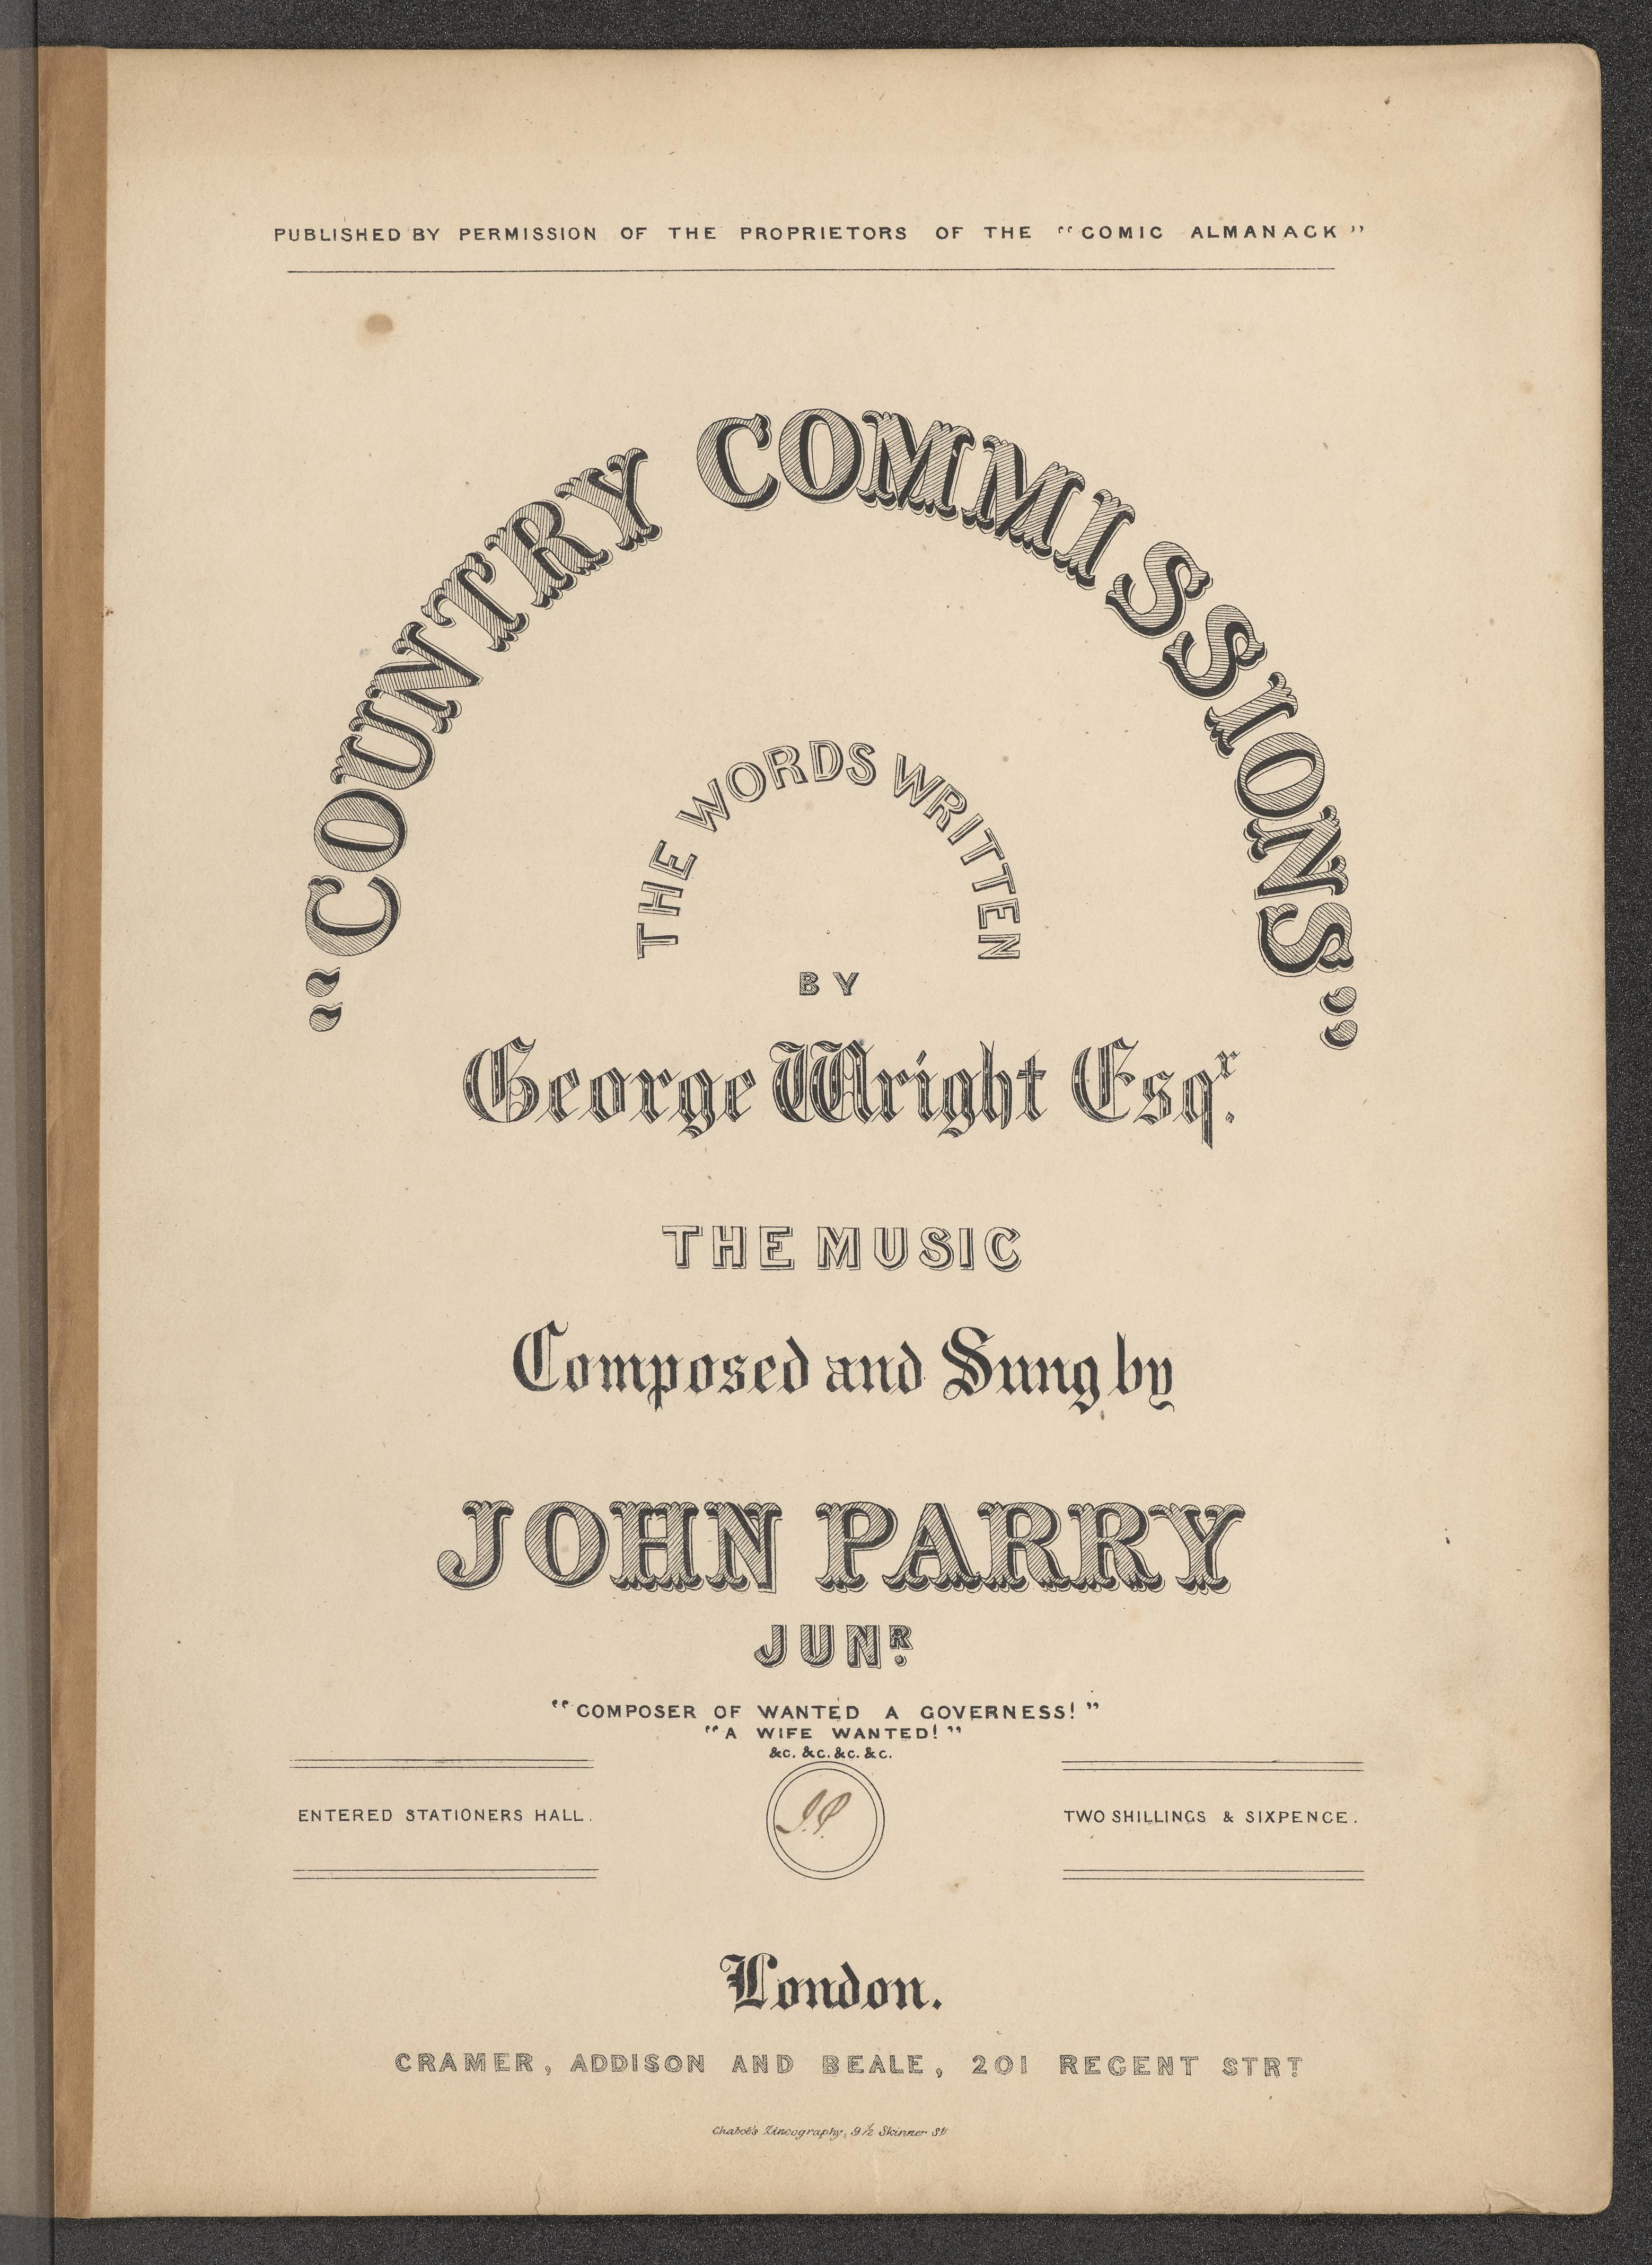 PUBLISHED BY PERMISSION OF THE PROPRIETORS OF THE "COMIC ALMANACK"
"COUNTRY COMMISSIONS"
THE WORDS WRITTEN
BY
George Wright Esqr.
THE MUSIC
Composed and Sung by
JOHN PARRY
JUNR.
"COMPOSER OF WANTED A GOVERNESS!"
"A WIFE WANTED!"
&c. &c. &c. &c.
ENTERED STATIONERS HALL.
J.P.
TWO SHILLINGS & SIXPENCE.
London.
CRAMER, ADDISON AND BEALE, 201 REGENT STRT
Chabot's Zincography, 9½ Skinner St